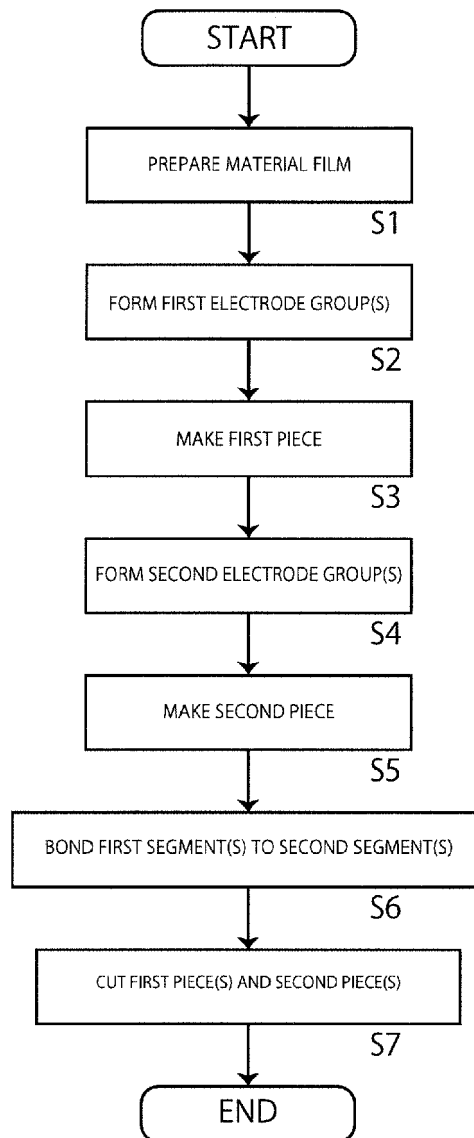 START
PREPARE MATERIAL FILM
S1
FORM FIRST ELECTRODE GROUP(S)
S2
MAKE FIRST PIECE
S3
FORM SECOND ELECTRODE GROUP(S)
S4
MAKE SECOND PIECE
S5
BOND FIRST SEGMENT(S) TO SECOND SEGMENT(S)
S6
CUT FIRST PIECE(S) AND SECOND PIECE(S)
S7
END